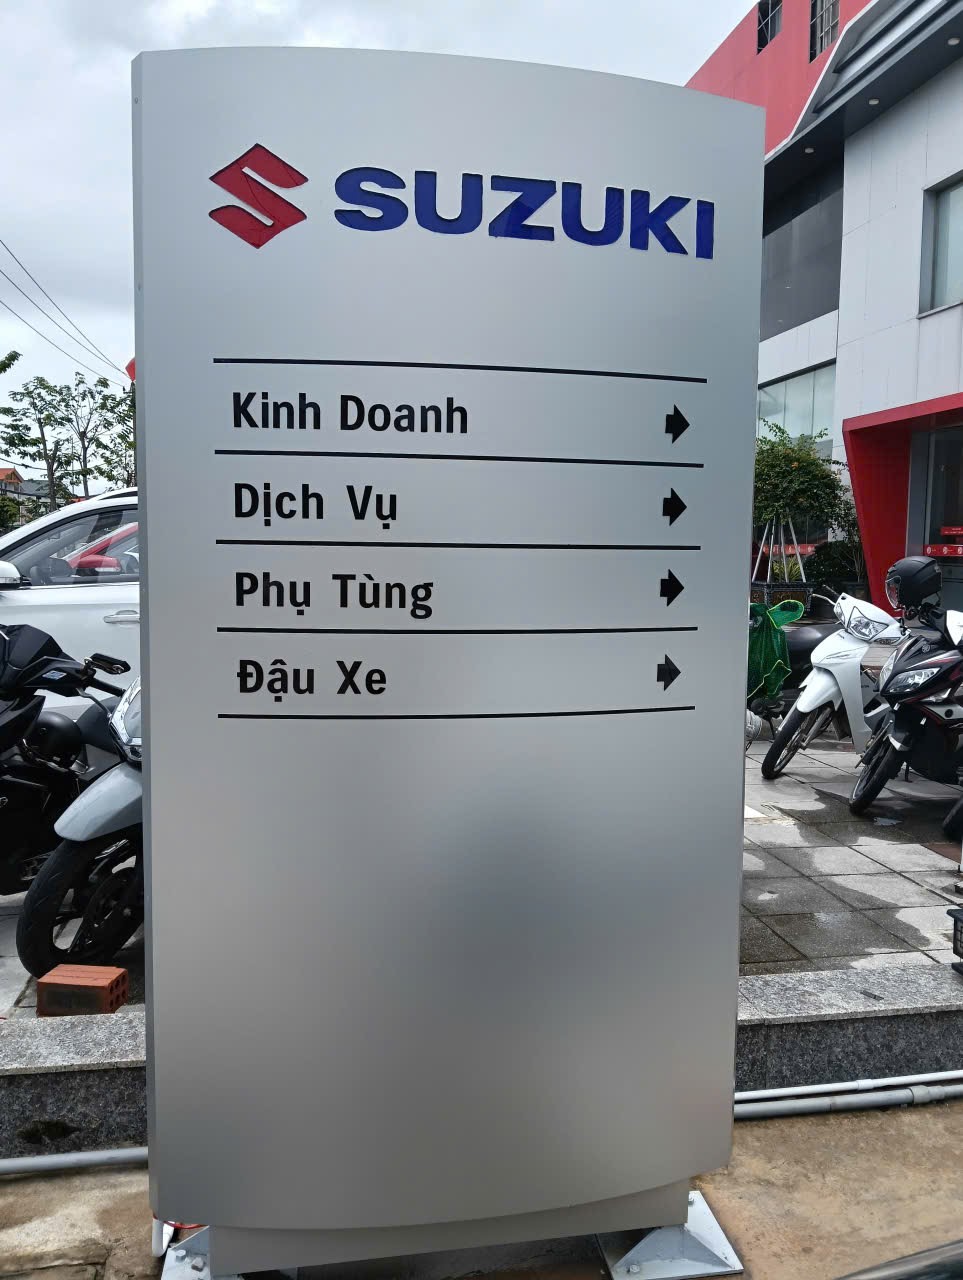 SUZUKI
Kinh Doanh
Dịch Vụ
Phụ Tùng
Đậu Xe